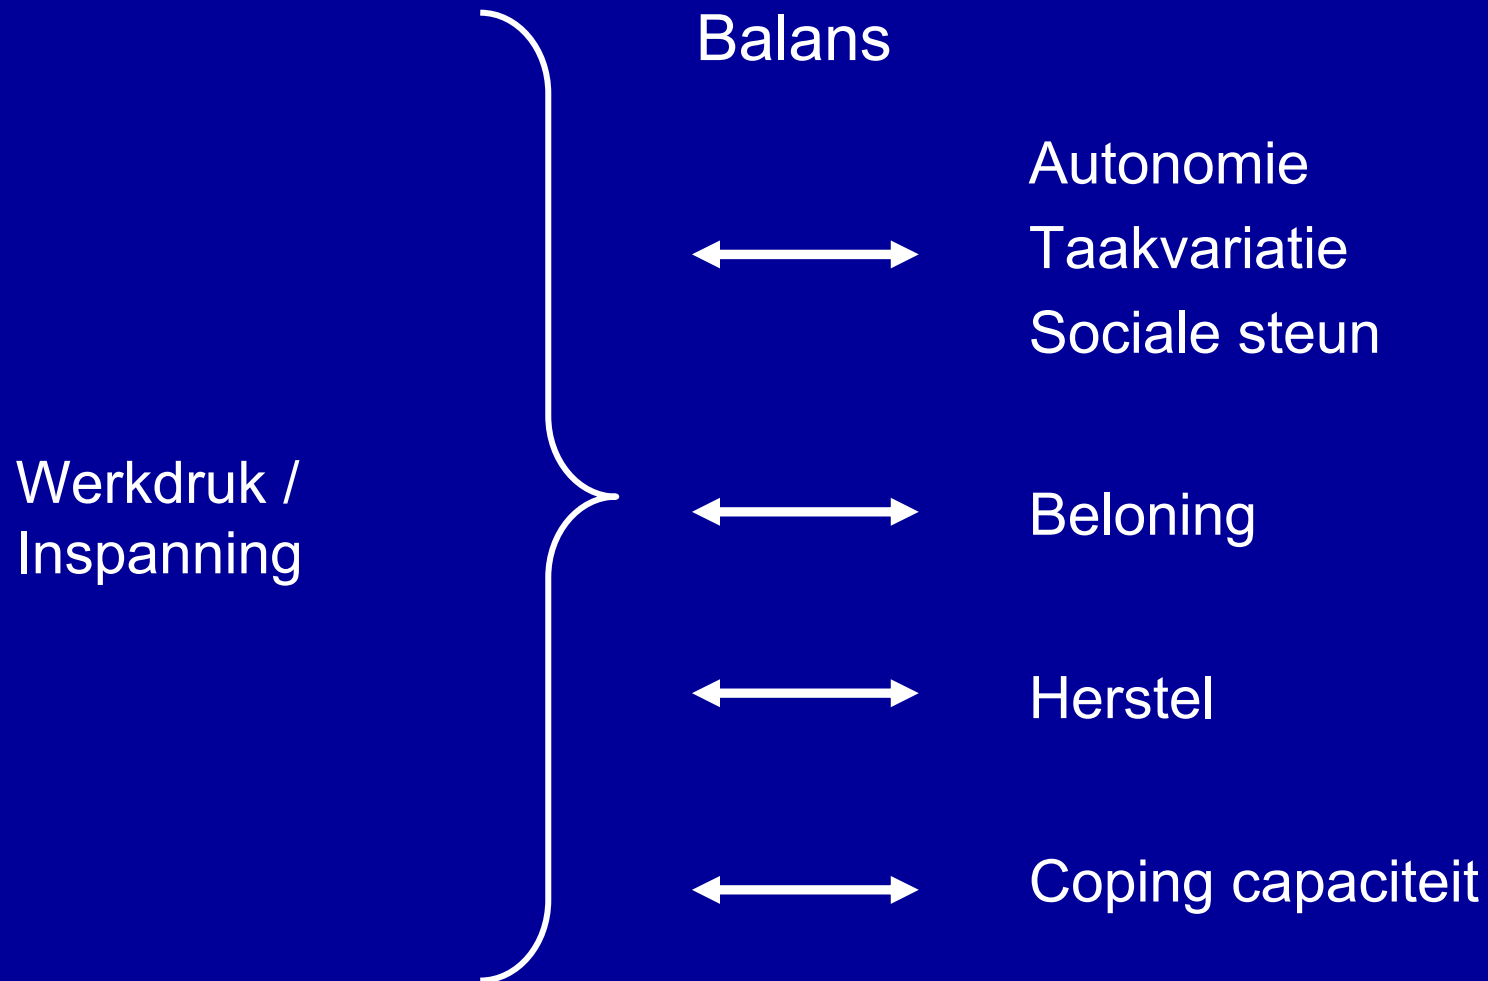 Balans
Autonomie
Taakvariatie
Sociale steun
Werkdruk /
Inspanning
Beloning
Herstel
Coping capaciteit